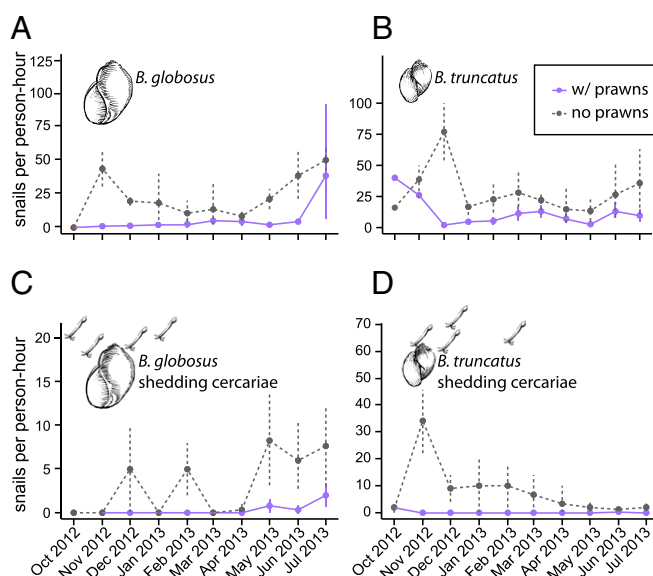 A
B
snails per person-hour
125
100
75
50
25
0
B. globosus
100
75
50
25
0
B. truncatus
w/ prawns
no prawns
C
D
snails per person-hour
20
15
10
5
0
B. globosus
shedding cercariae
70
60
50
40
30
20
10
0
B. truncatus
shedding cercariae
Oct 2012
Nov 2012
Dec 2012
Jan 2013
Feb 2013
Mar 2013
Apr 2013
May 2013
Jun 2013
Jul 2013
Oct 2012
Nov 2012
Dec 2012
Jan 2013
Feb 2013
Mar 2013
Apr 2013
May 2013
Jun 2013
Jul 2013